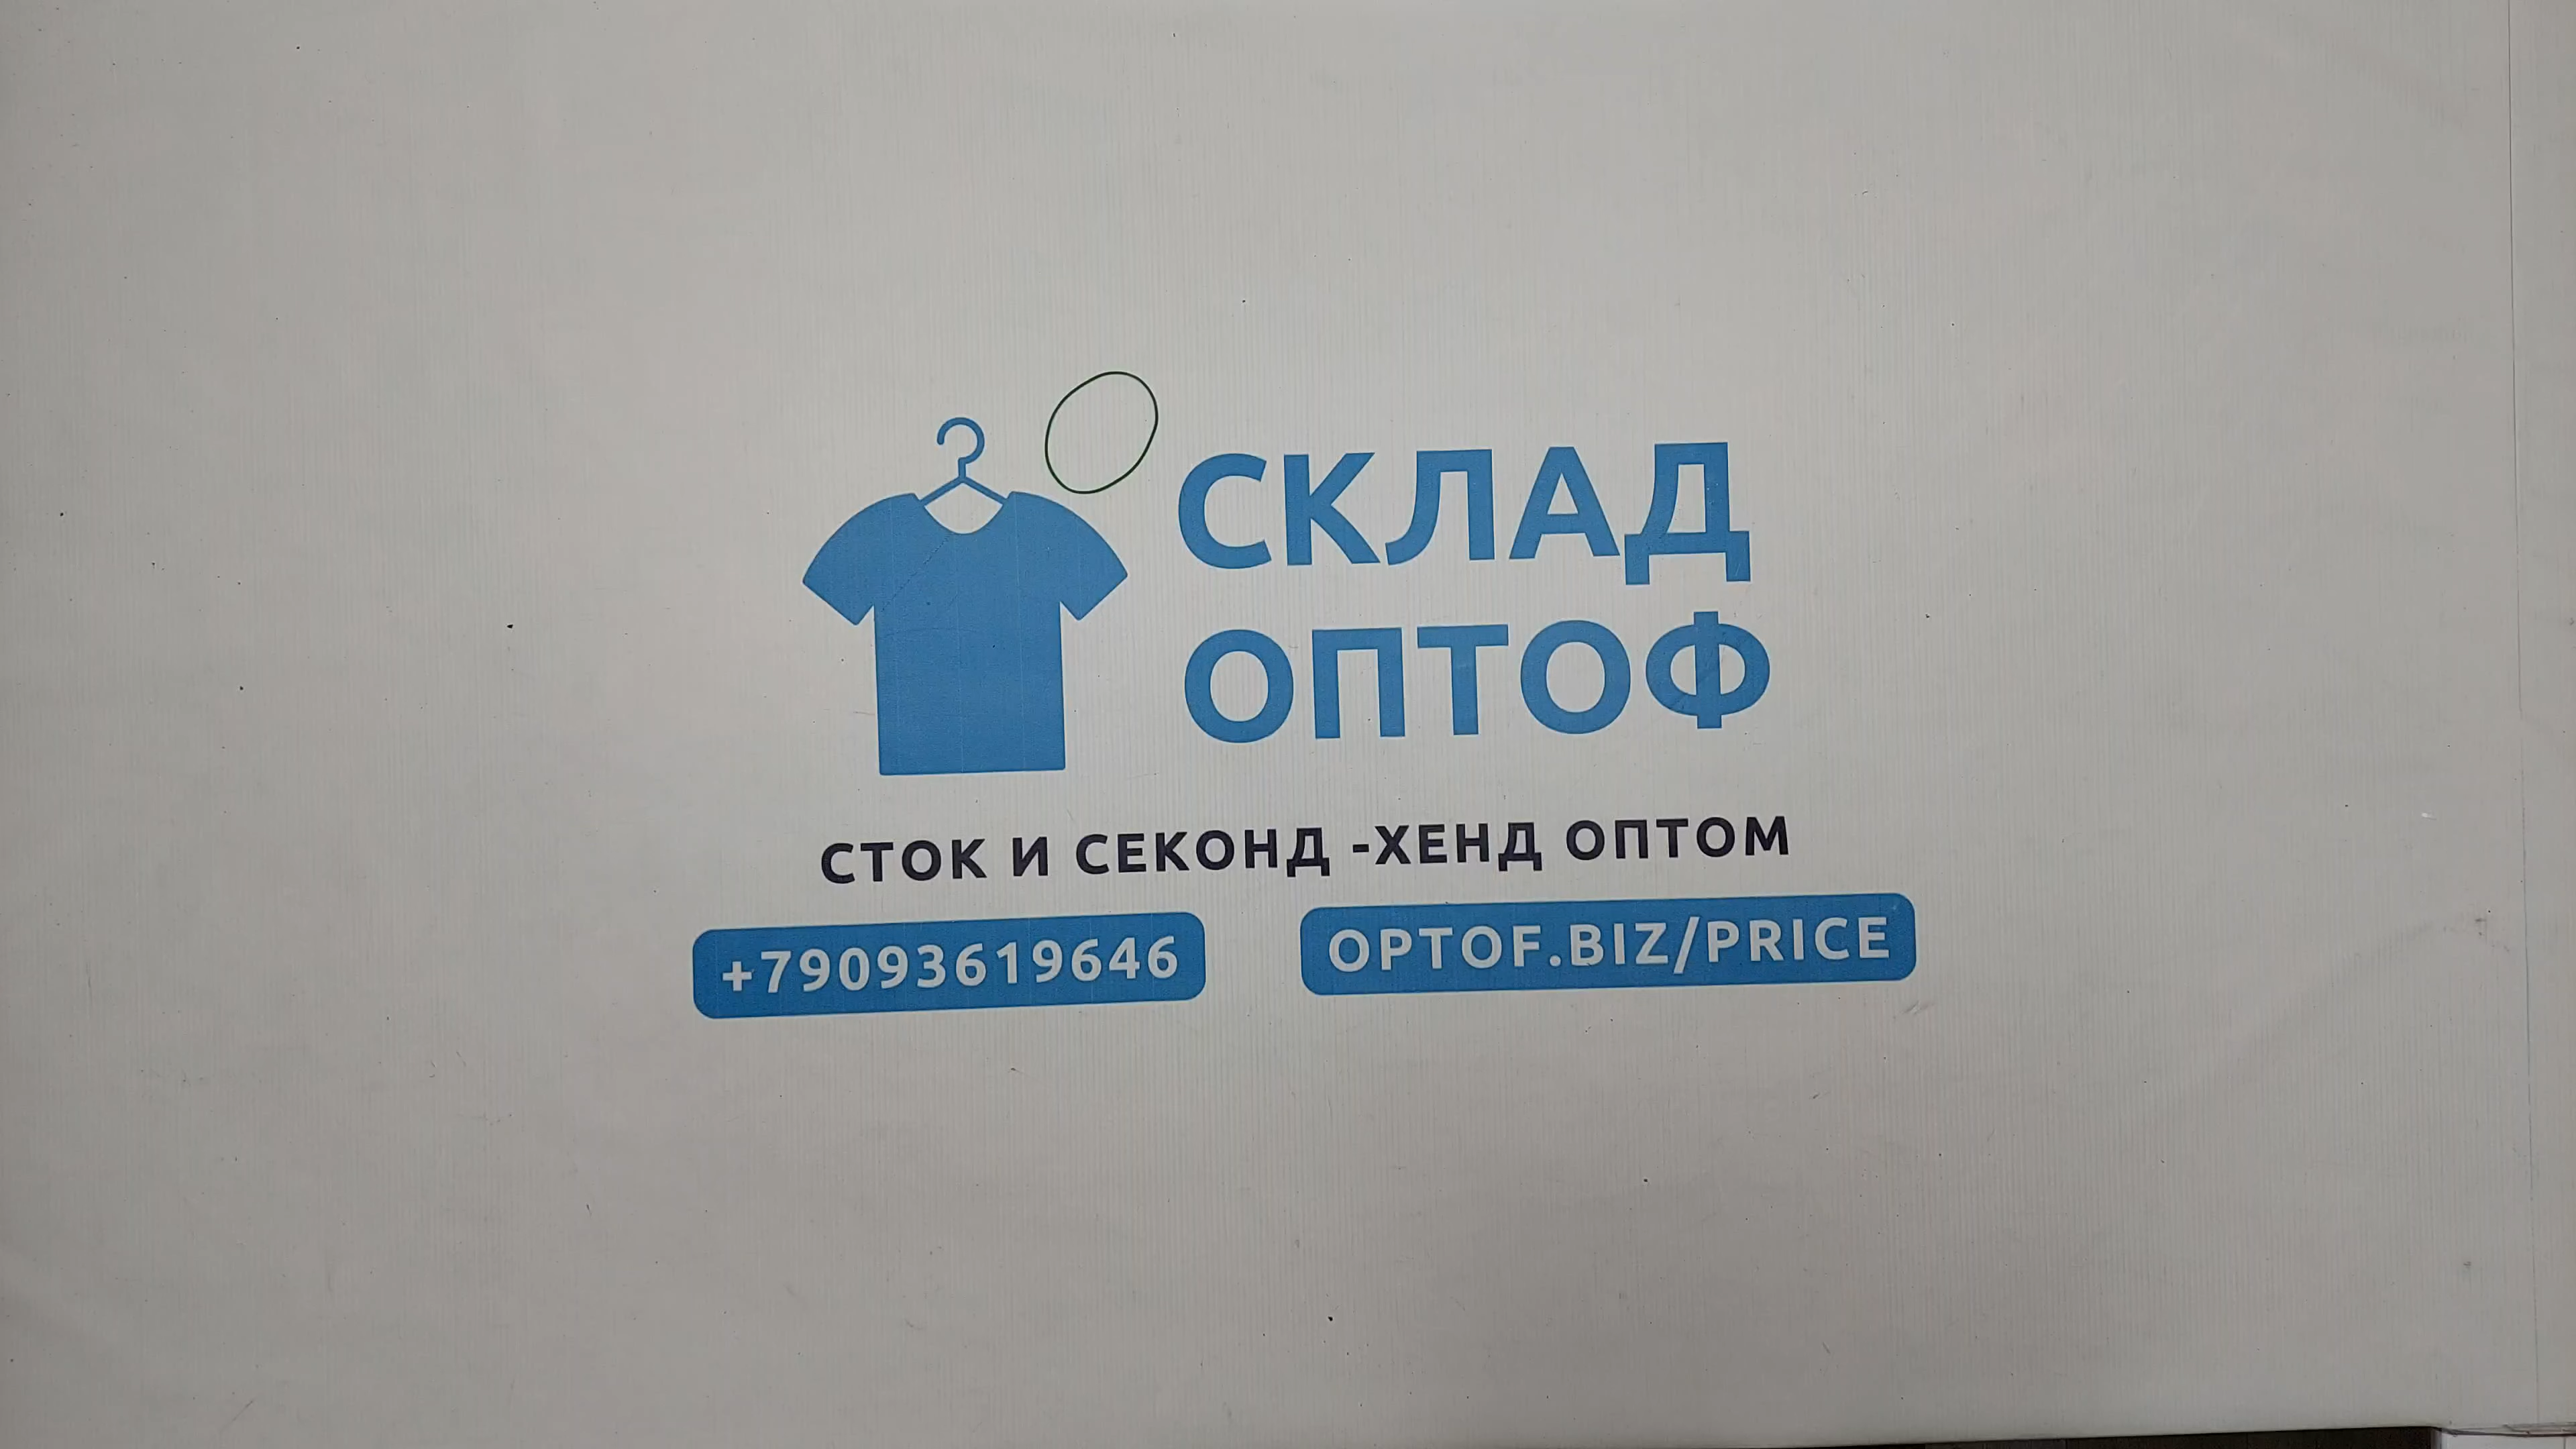 СКЛАД
ОПТОФ
СТОК И СЕКОНД -ХЕНД ОПТОМ
+79093619646
OPTOF.BIZ/PRICE